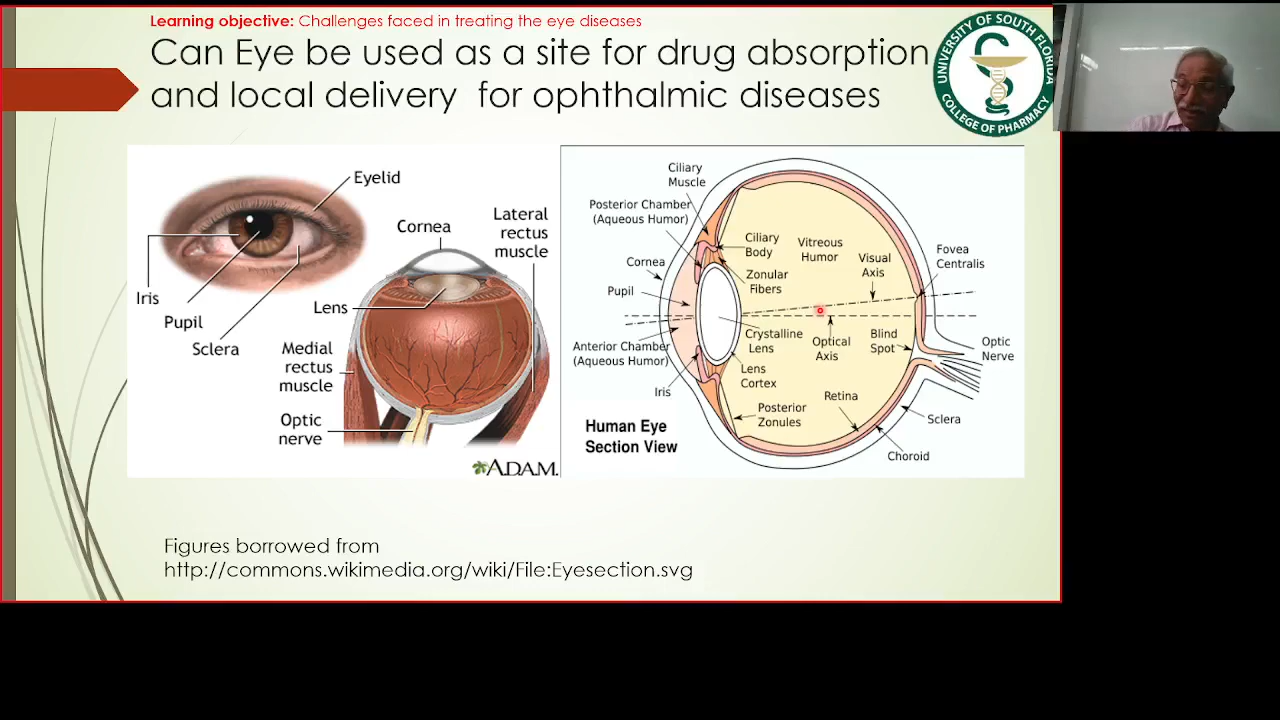 Learning objective: Challenges faced in treating the eye diseases
Can Eye be used as a site for drug absorption
and local delivery for ophthalmic diseases
UNIVERSITY OF SOUTH FLORIDA
COLLEGE OF PHARMACY
Eyelid
Iris
Pupil
Sclera
Cornea
Lateral
rectus
muscle
Lens
Medial
rectus
muscle
Optic
nerve
A.D.A.M.
Ciliary
Muscle
Posterior Chamber
(Aqueous Humor)
Cornea
Pupil
Anterior Chamber
(Aqueous Humor)
Iris
Ciliary
Body
Zonular
Fibers
Vitreous
Humor
Visual
Axis
Fovea
Centralis
Crystalline
Lens
Optical
Axis
Blind
Spot
Optic
Nerve
Lens
Cortex
Retina
Posterior
Zonules
Sclera
Choroid
Human Eye
Section View
Figures borrowed from
http://commons.wikimedia.org/wiki/File:Eyesection.svg